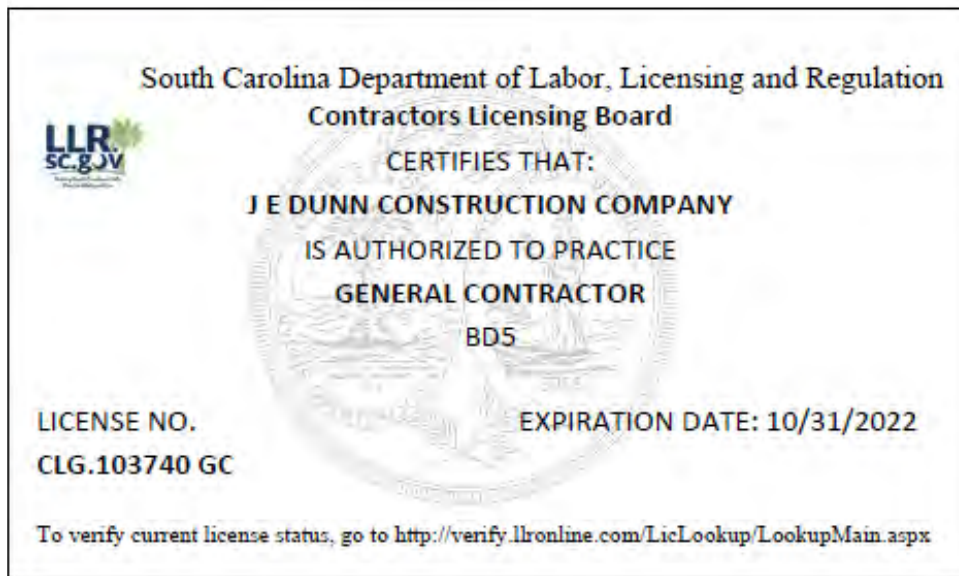 South Carolina Department of Labor, Licensing and Regulation
Contractors Licensing Board
LLR.
sc.gov
CERTIFIES THAT:
J E DUNN CONSTRUCTION COMPANY
IS AUTHORIZED TO PRACTICE
GENERAL CONTRACTOR
BD5
LICENSE NO.
EXPIRATION DATE: 10/31/2022
CLG.103740 GC
To verify current license status, go to http://verify.llronline.com/LicLookup/LookupMain.aspx